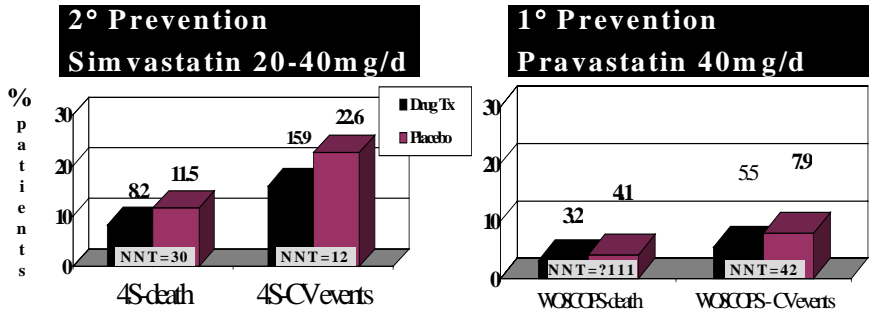 2° Prevention
Simvastatin 20-40mg/d
% patients
30
20
10
0
8.2
11.5
15.9
22.6
NNT=30
NNT=12
4S-death
4S-CV events
Drug Tx
Placebo
1° Prevention
Pravastatin 40mg/d
30
20
10
0
3.2
4.1
5.5
7.9
NNT=?111
NNT=42
WOSCOPS-death
WOSCOPS - CV events